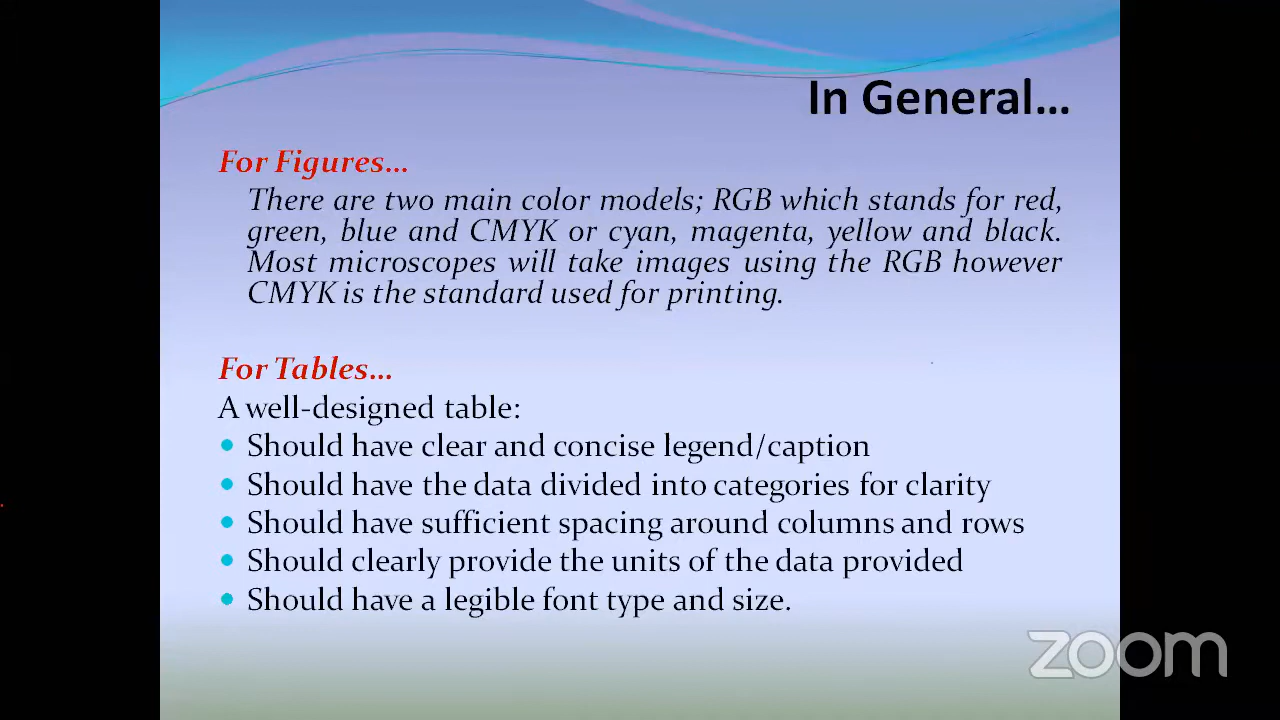 In General...
For Figures...
There are two main color models; RGB which stands for red,
green, blue and CMYK or cyan, magenta, yellow and black.
Most microscopes will take images using the RGB however
CMYK is the standard used for printing.
For Tables...
A well-designed table:
• Should have clear and concise legend/caption
• Should have the data divided into categories for clarity
• Should have sufficient spacing around columns and rows
• Should clearly provide the units of the data provided
• Should have a legible font type and size.
zoom